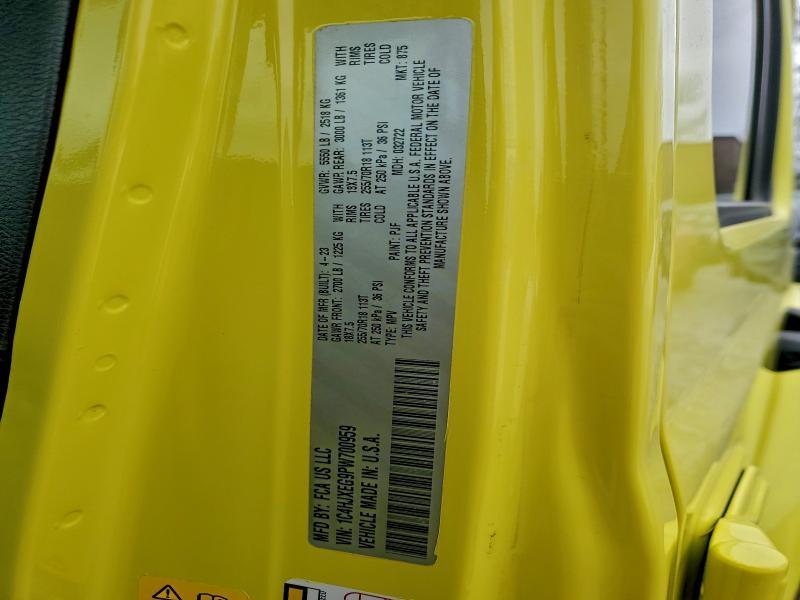 MFD BY: FCA US LLC
VIN: 1C4HJXEG9PW700959
VEHICLE MADE IN: U.S.A.
DATE OF MFR (BUILT): 4-23 GVWR: 5550 LB / 2518 KG
GAWR FRONT: 2700 LB / 1225 KG WITH GAWR REAR: 3000 LB / 1361 KG WITH
18X7.5 RIMS 18X7.5 RIMS
255/70R18 113T TIRES 255/70R18 113T TIRES
AT 250 kPa / 36 PSI COLD AT 250 kPa / 36 PSI COLD
TYPE: MPV PAINT: PJF MDH: 032722 MKT: 875
THIS VEHICLE CONFORMS TO ALL APPLICABLE U.S.A. FEDERAL MOTOR VEHICLE
SAFETY AND THEFT PREVENTION STANDARDS IN EFFECT ON THE DATE OF
MANUFACTURE SHOWN ABOVE.